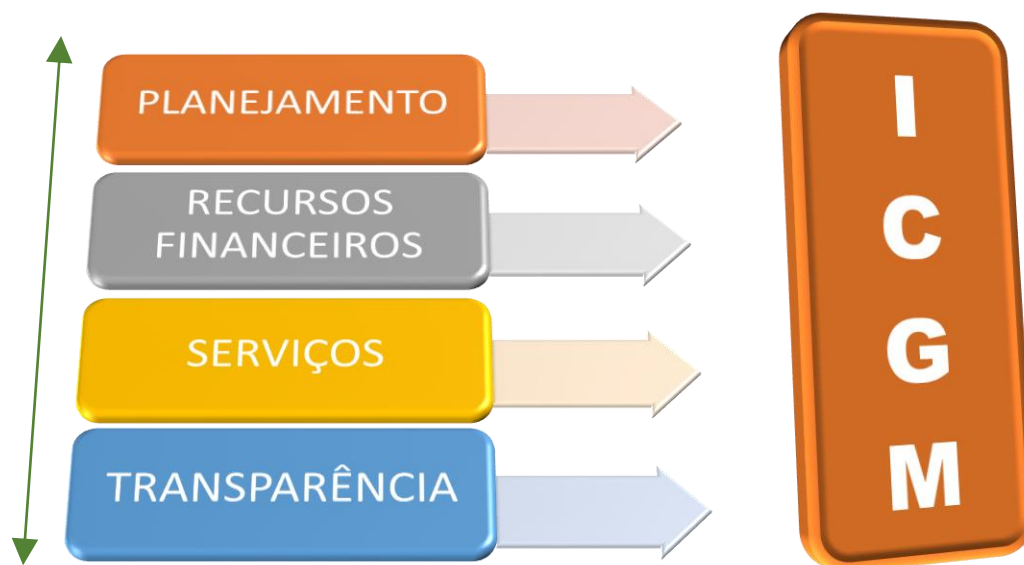 PLANEJAMENTO
RECURSOS
FINANCEIROS
SERVIÇOS
TRANSPARÊNCIA
I
C
G
M